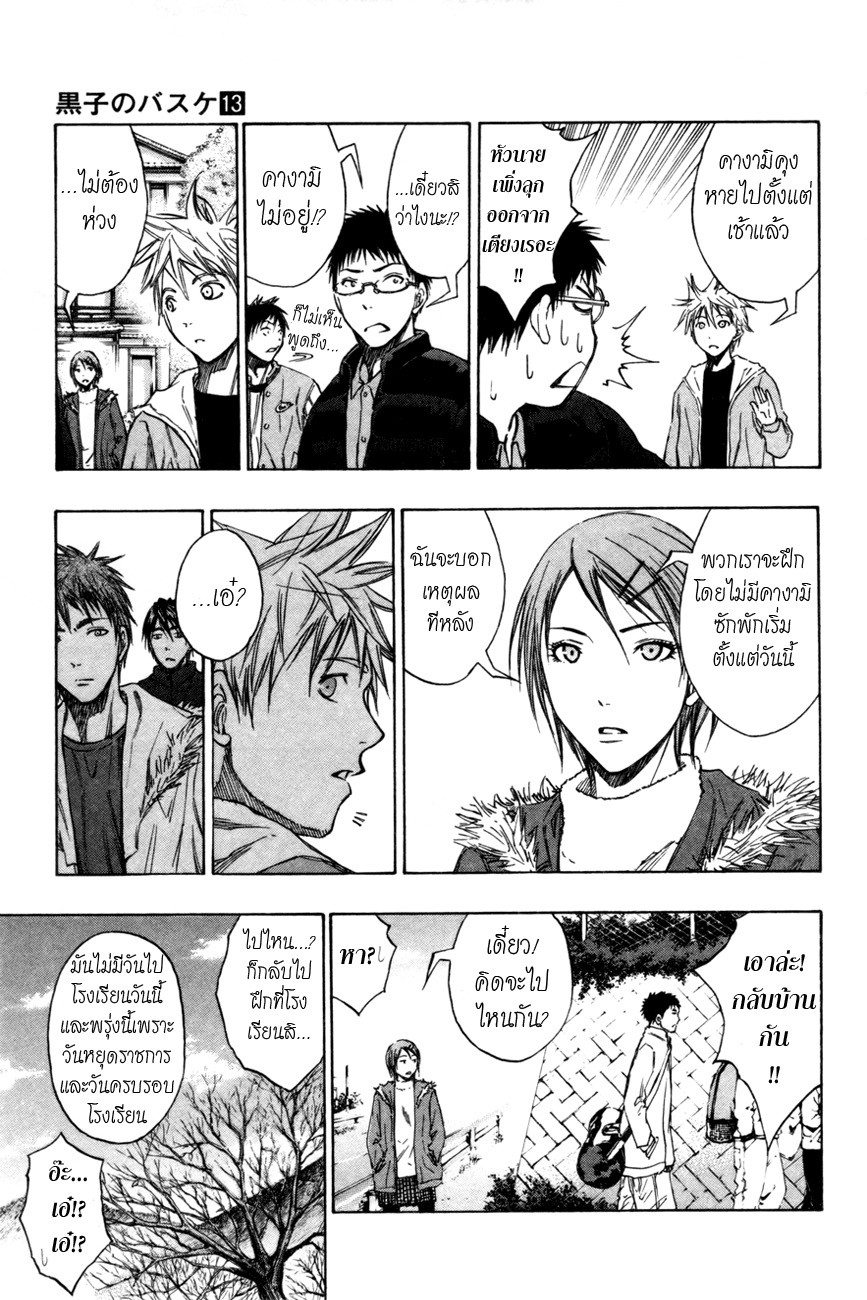 黒子のバスケ 13
คางามิคุง
หายไปตั้งแต่
เช้าแล้ว
หัวนาย
เพิ่งลุก
ออกจาก
เตียงเรอะ
!!
...เดี๋ยวสิ
ว่าไงนะ!?
คางามิ
ไม่อยู่!?
ก็ไม่เห็น
พูดถึง...
...ไม่ต้อง
ห่วง
พวกเราจะฝึก
โดยไม่มีคางามิ
ซักพักเริ่ม
ตั้งแต่วันนี้
ฉันจะบอก
เหตุผล
ทีหลัง
...เอ๋?
เอาล่ะ!
กลับบ้าน
กัน
!!
เดี๋ยว!
คิดจะไป
ไหนกัน?
หา?
ไปไหน...?
ก็กลับไป
ฝึกที่โรง
เรียนสิ...
มันไม่มีวันไป
โรงเรียนวันนี้
และพรุ่งนี้เพราะ
วันหยุดราชการ
และวันครบรอบ
โรงเรียน
อ๊ะ...
เอ๋!?
เอ๋!?